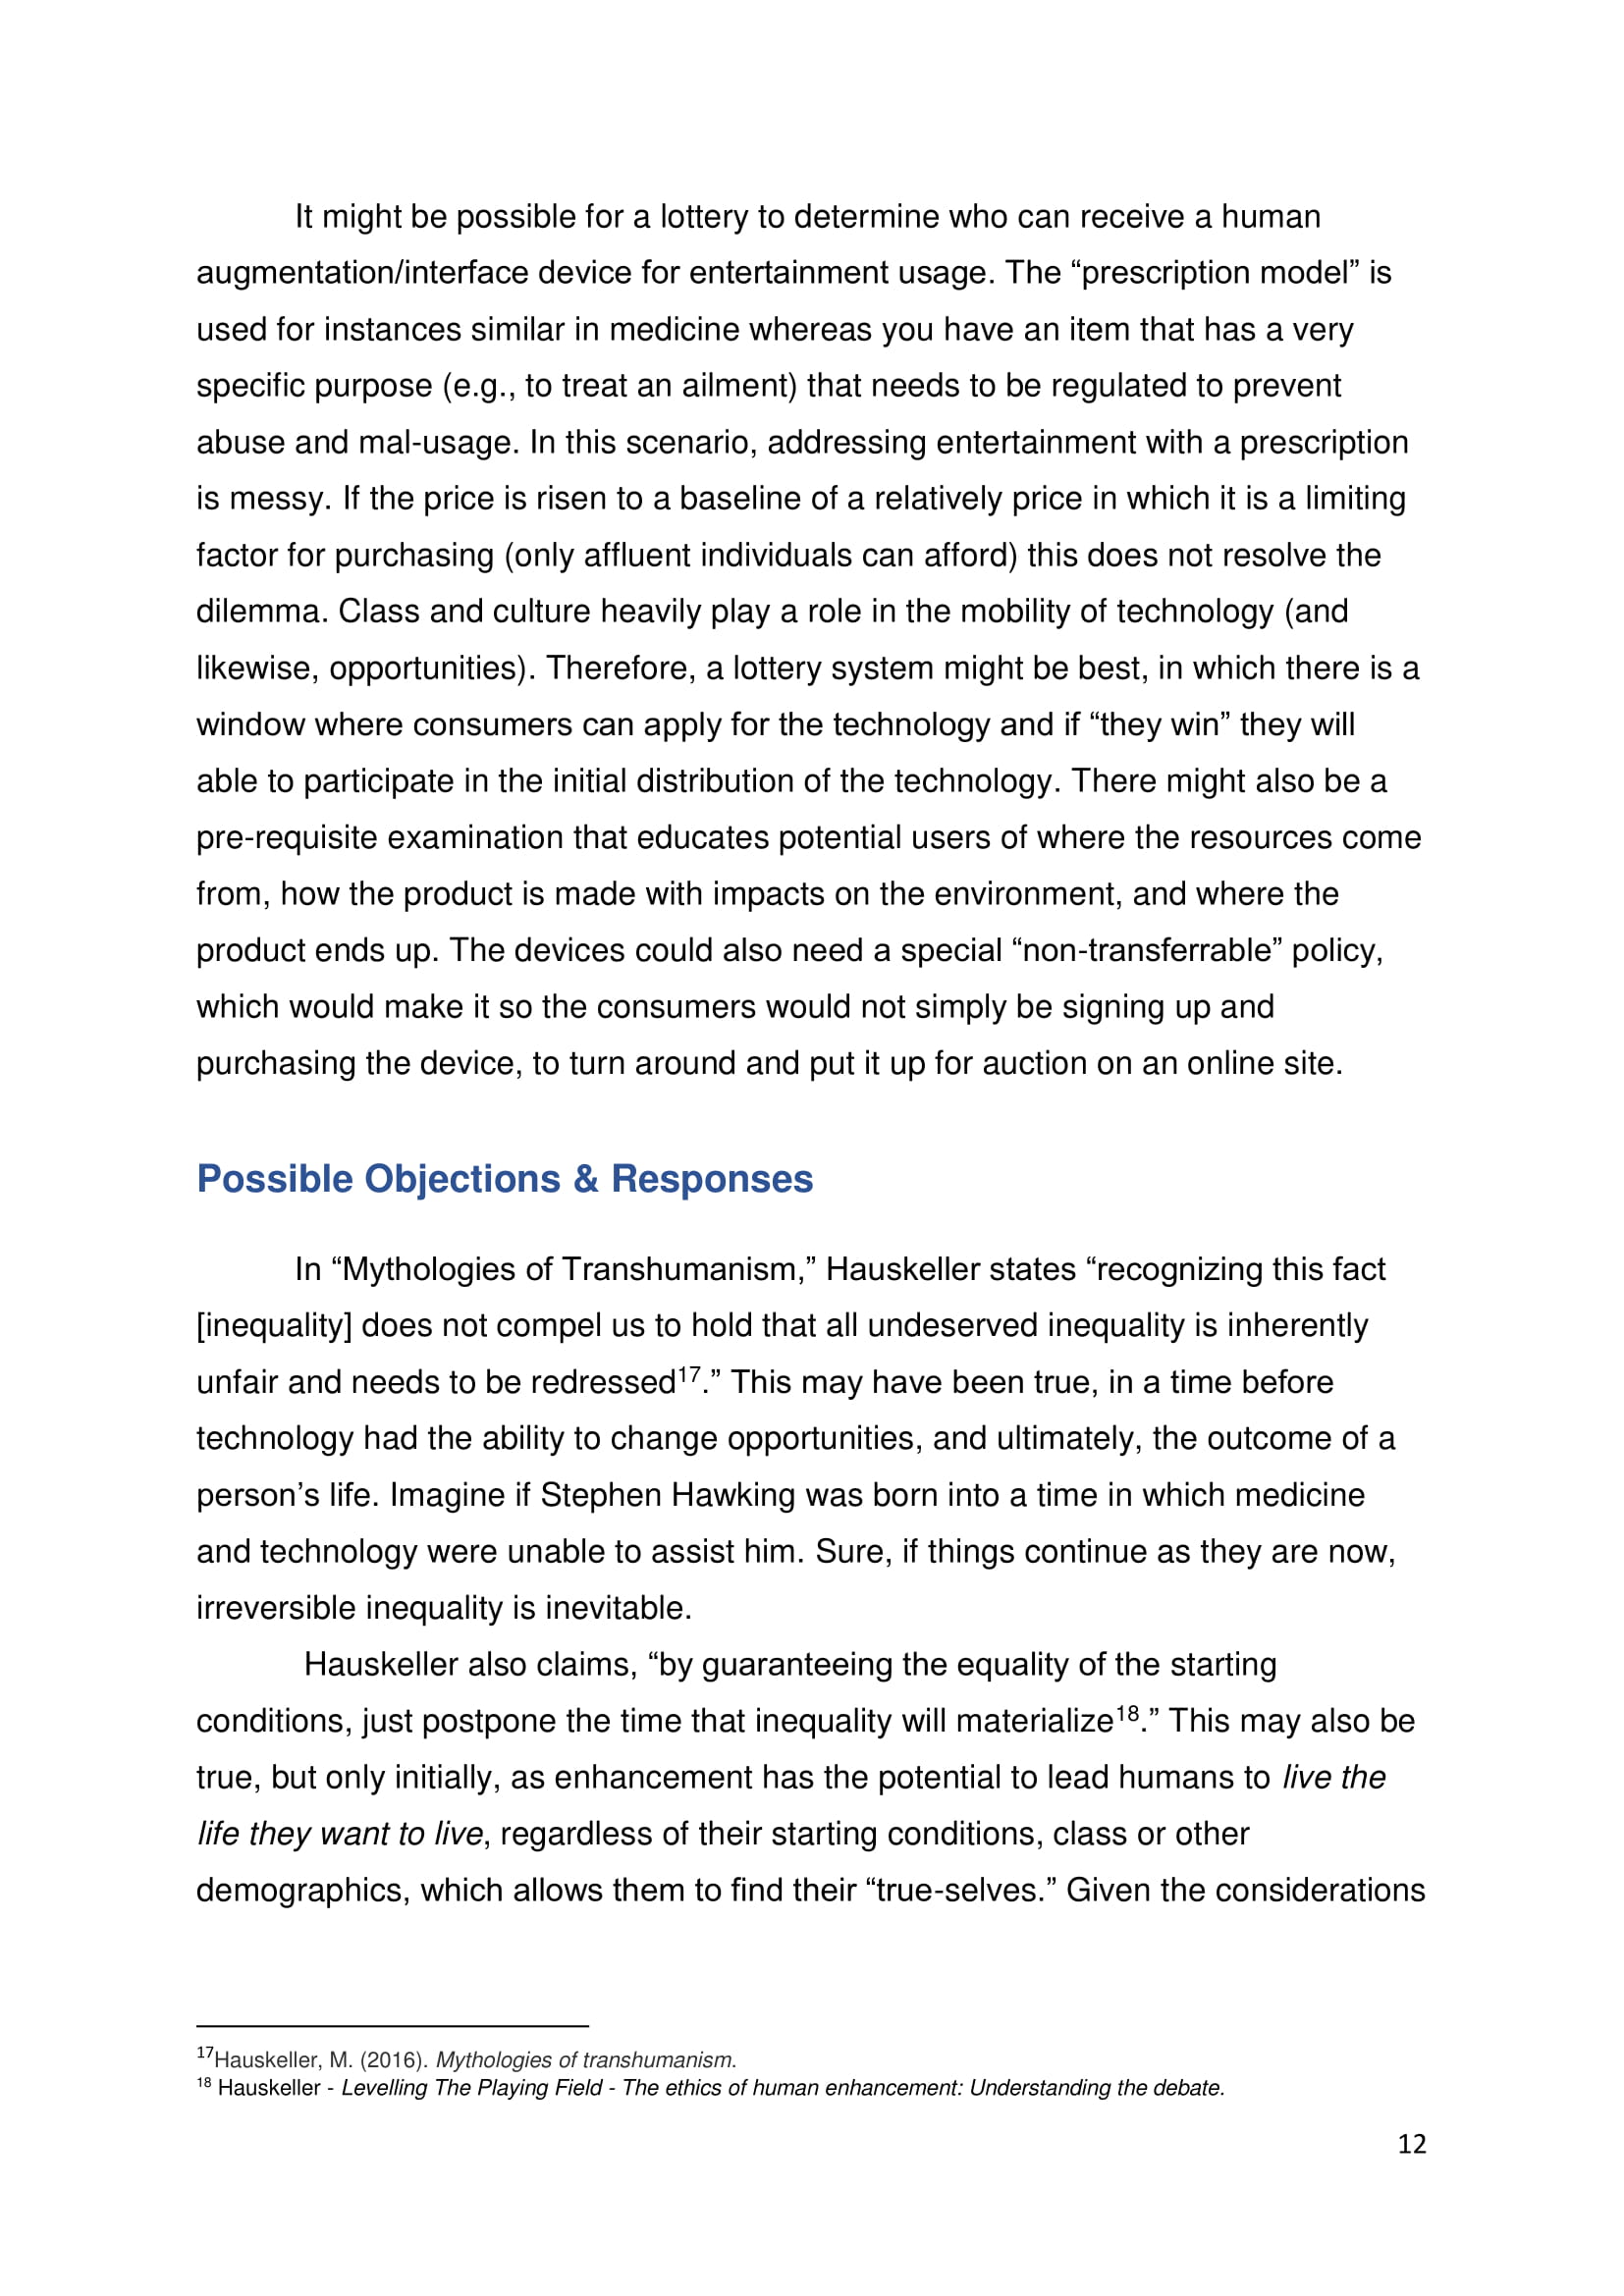 It might be possible for a lottery to determine who can receive a human
augmentation/interface device for entertainment usage. The “prescription model” is
used for instances similar in medicine whereas you have an item that has a very
specific purpose (e.g., to treat an ailment) that needs to be regulated to prevent
abuse and mal-usage. In this scenario, addressing entertainment with a prescription
is messy. If the price is risen to a baseline of a relatively price in which it is a limiting
factor for purchasing (only affluent individuals can afford) this does not resolve the
dilemma. Class and culture heavily play a role in the mobility of technology (and
likewise, opportunities). Therefore, a lottery system might be best, in which there is a
window where consumers can apply for the technology and if “they win” they will
able to participate in the initial distribution of the technology. There might also be a
pre-requisite examination that educates potential users of where the resources come
from, how the product is made with impacts on the environment, and where the
product ends up. The devices could also need a special “non-transferrable” policy,
which would make it so the consumers would not simply be signing up and
purchasing the device, to turn around and put it up for auction on an online site.
Possible Objections & Responses
In “Mythologies of Transhumanism,” Hauskeller states “recognizing this fact
[inequality] does not compel us to hold that all undeserved inequality is inherently
unfair and needs to be redressed17.” This may have been true, in a time before
technology had the ability to change opportunities, and ultimately, the outcome of a
person’s life. Imagine if Stephen Hawking was born into a time in which medicine
and technology were unable to assist him. Sure, if things continue as they are now,
irreversible inequality is inevitable.
Hauskeller also claims, “by guaranteeing the equality of the starting
conditions, just postpone the time that inequality will materialize18.” This may also be
true, but only initially, as enhancement has the potential to lead humans to live the
life they want to live, regardless of their starting conditions, class or other
demographics, which allows them to find their “true-selves.” Given the considerations
17Hauskeller, M. (2016). Mythologies of transhumanism.
18 Hauskeller - Levelling The Playing Field - The ethics of human enhancement: Understanding the debate.
12